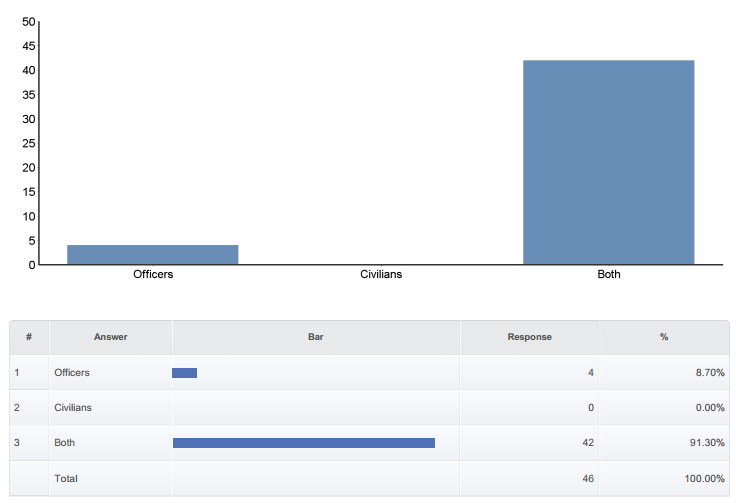 50
45
40
35
30
25
20
15
10
5
0
Officers Civilians Both
# Answer Bar Response %
1 Officers 4 8.70%
2 Civilians 0 0.00%
3 Both 42 91.30%
Total 46 100.00%